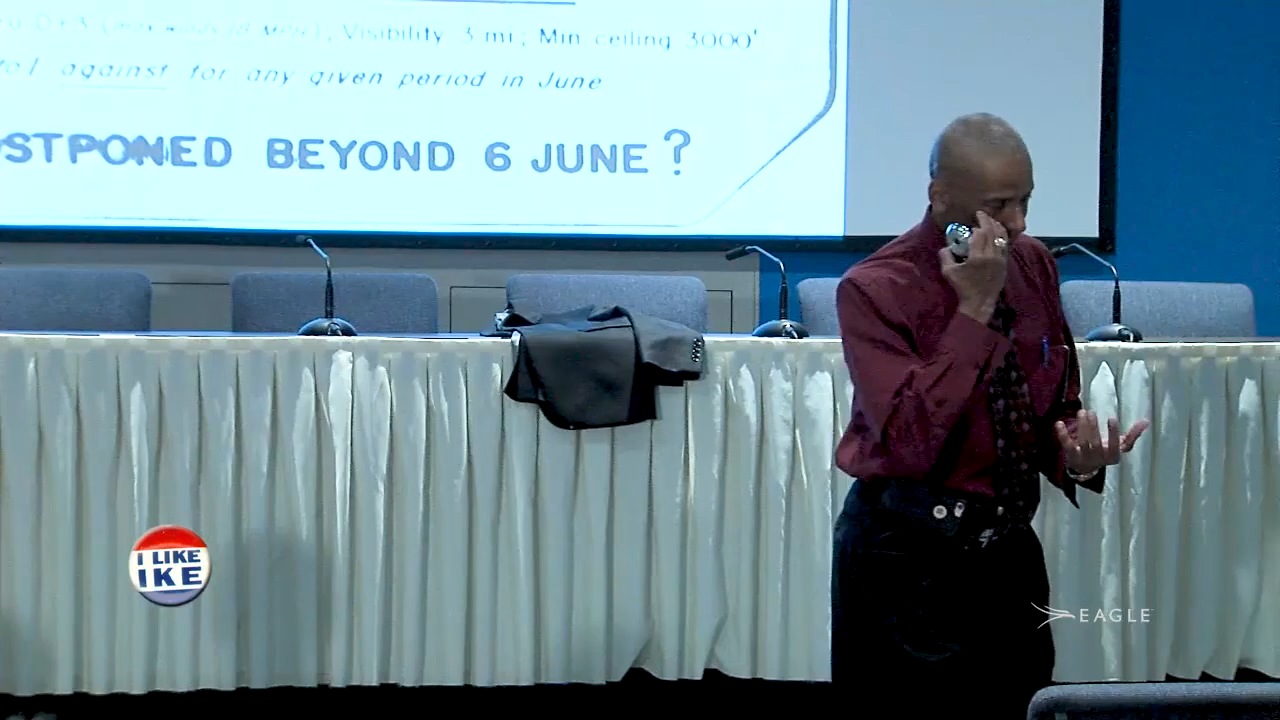 Visibility 3 mi; Min ceiling 3000'
against for any given period in June
STPONED BEYOND 6 JUNE ?
I LIKE
IKE
EAGLE